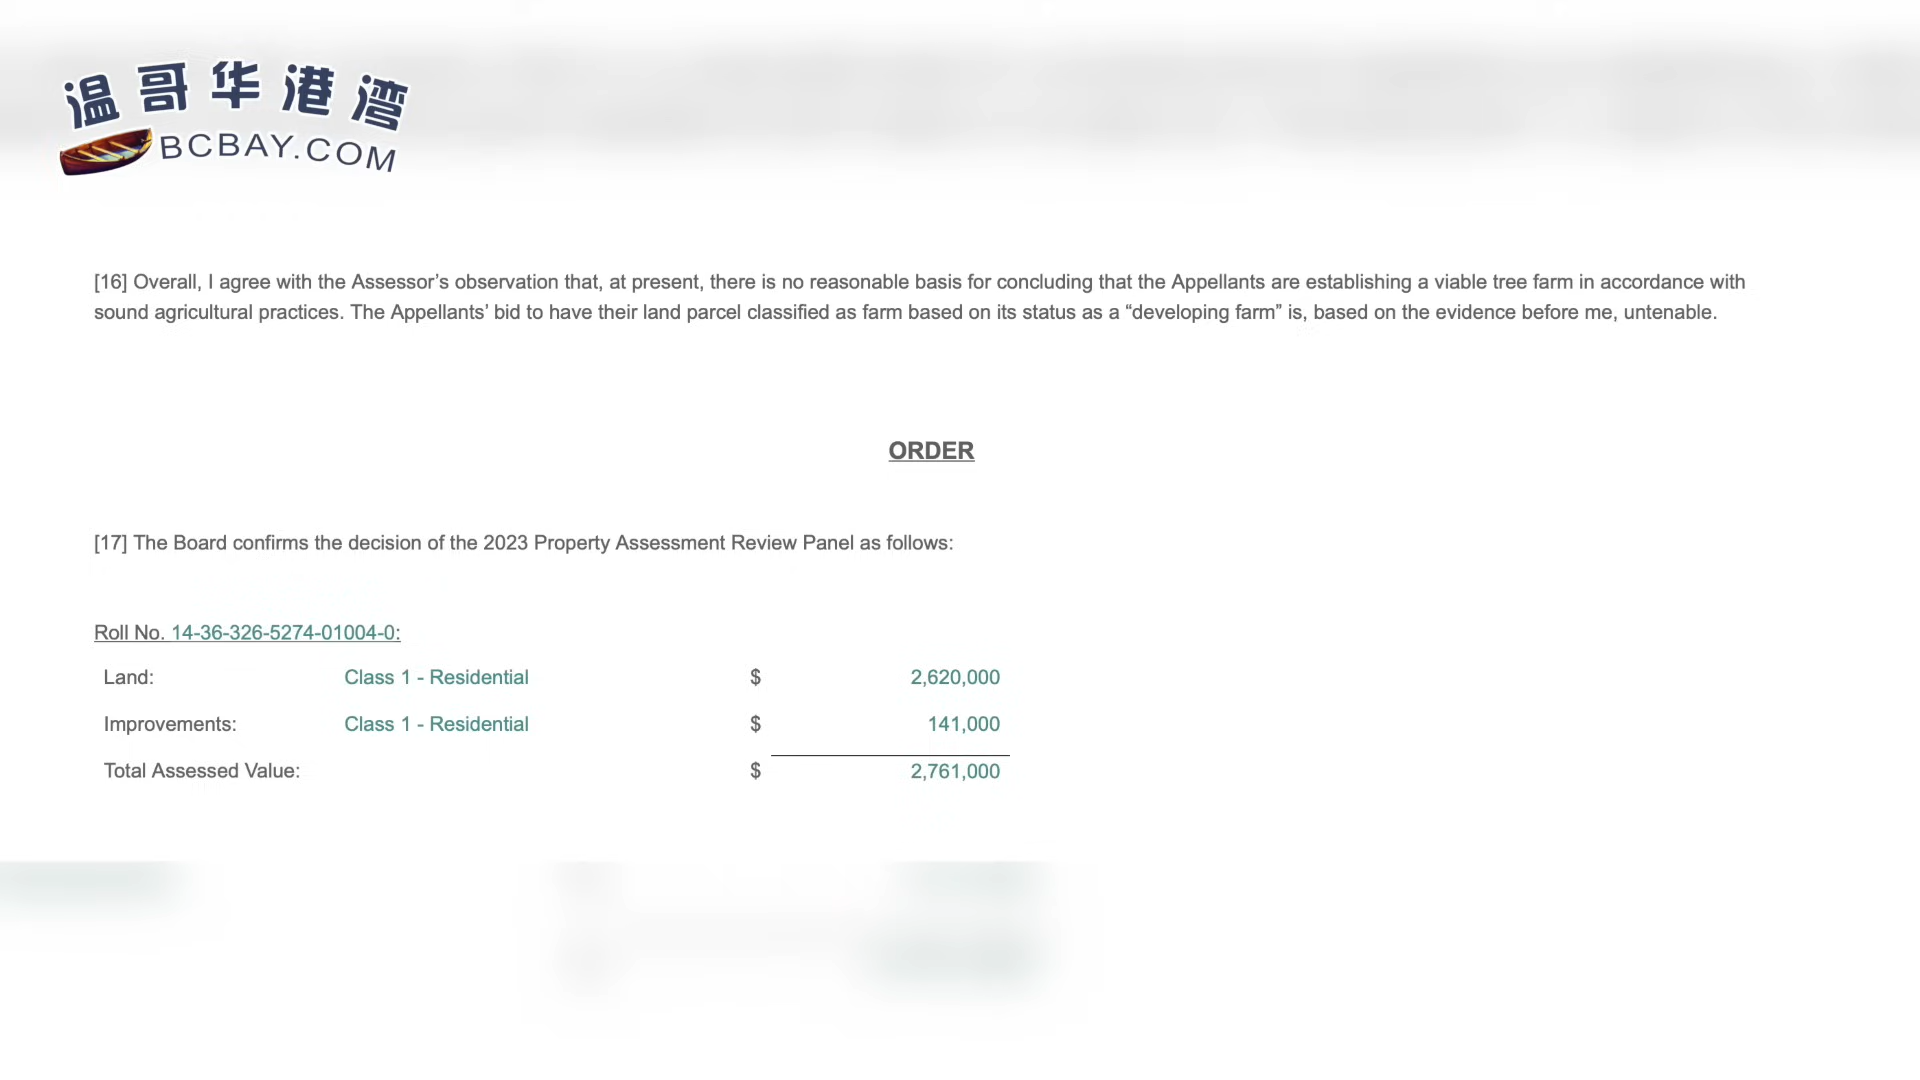 温哥华港湾
BCBAY.COM
[16] Overall, I agree with the Assessor’s observation that, at present, there is no reasonable basis for concluding that the Appellants are establishing a viable tree farm in accordance with
sound agricultural practices. The Appellants’ bid to have their land parcel classified as farm based on its status as a “developing farm” is, based on the evidence before me, untenable.
ORDER
[17] The Board confirms the decision of the 2023 Property Assessment Review Panel as follows:
Roll No. 14-36-326-5274-01004-0:
Land: Class 1 - Residential $ 2,620,000
Improvements: Class 1 - Residential $ 141,000
Total Assessed Value: $ 2,761,000